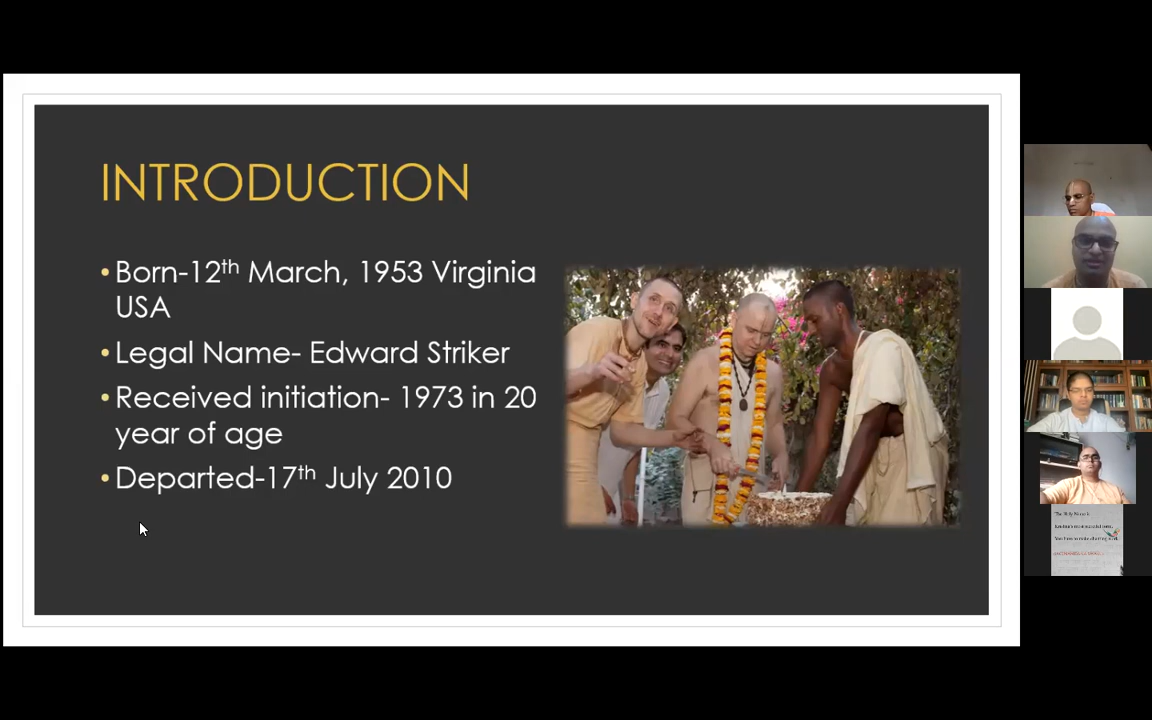 INTRODUCTION
•Born-12th March, 1953 Virginia
USA
•Legal Name- Edward Striker
•Received initiation- 1973 in 20
year of age
•Departed-17th July 2010